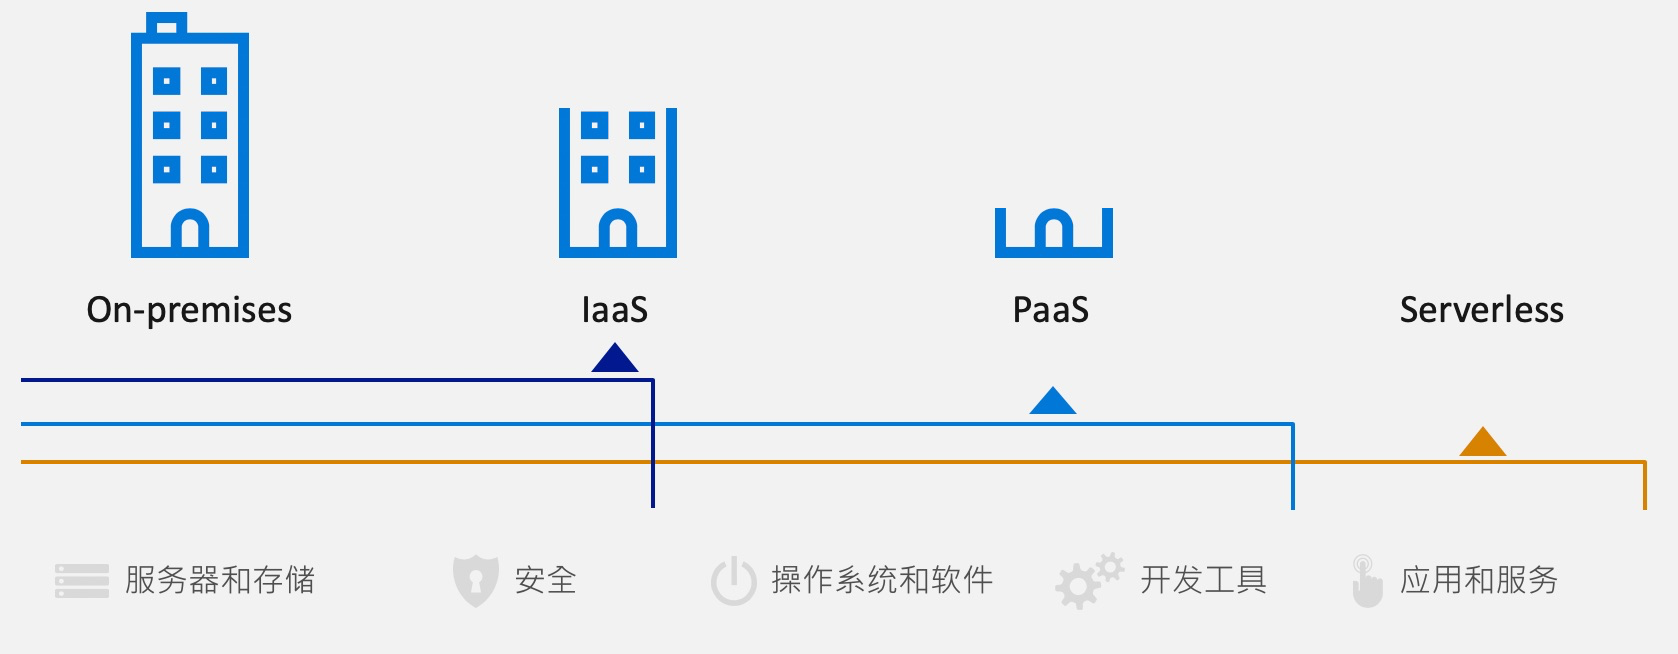 On-premises
IaaS
PaaS
Serverless
服务器和存储
安全
操作系统和软件
开发工具
应用和服务